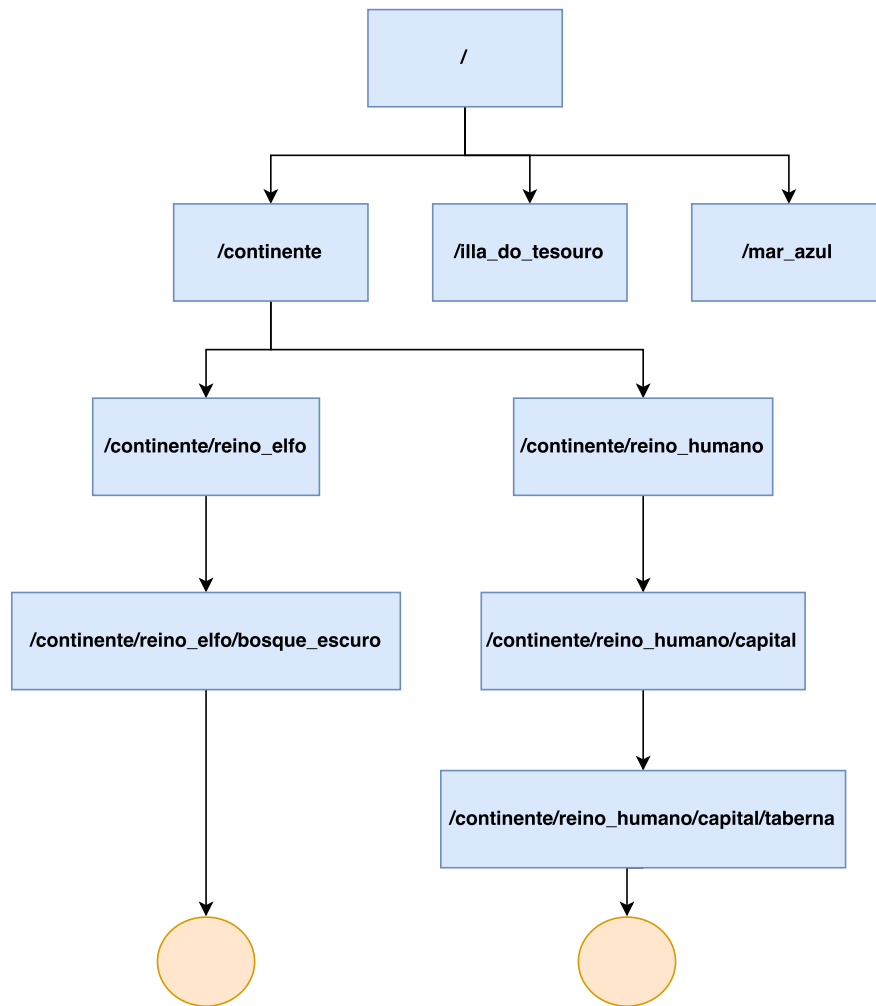 /
/continente
/illa_do_tesouro
/mar_azul
/continente/reino_elfo
/continente/reino_humano
/continente/reino_elfo/bosque_escuro
/continente/reino_humano/capital
/continente/reino_humano/capital/taberna